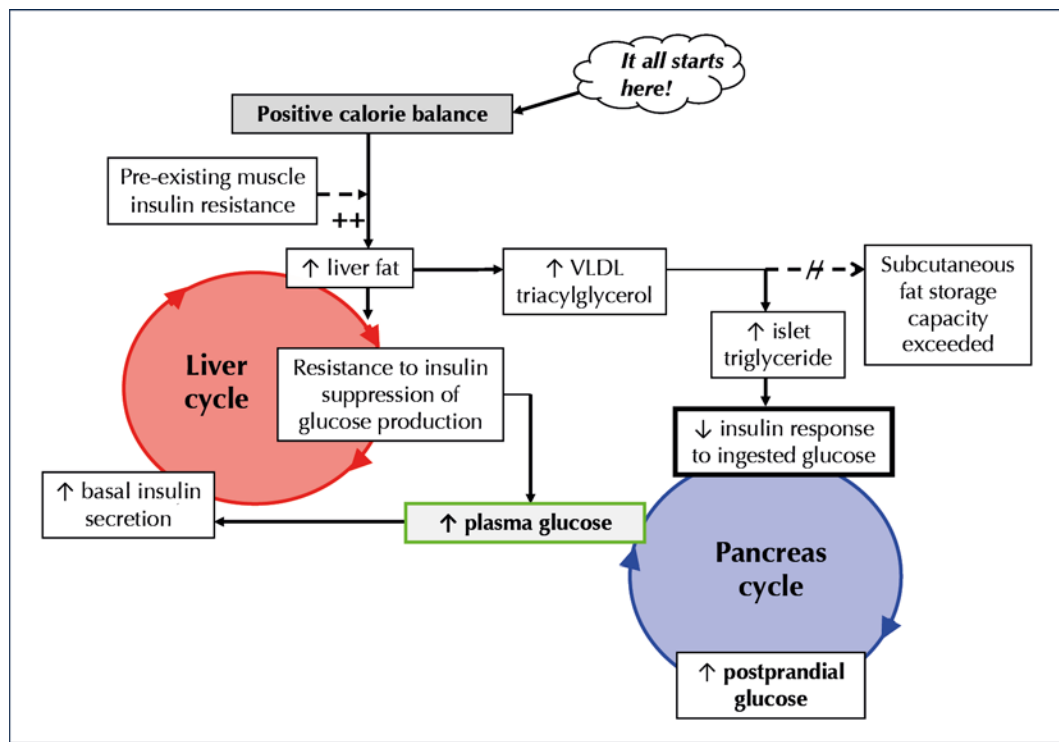 It all starts
here!
Positive calorie balance
Pre-existing muscle
insulin resistance
++
↑ liver fat
↑ VLDL
triacylglycerol
Subcutaneous
fat storage
capacity
exceeded
↑ islet
triglyceride
Liver
cycle
Resistance to insulin
suppression of
glucose production
↓ insulin response
to ingested glucose
↑ basal insulin
secretion
↑ plasma glucose
Pancreas
cycle
↑ postprandial
glucose